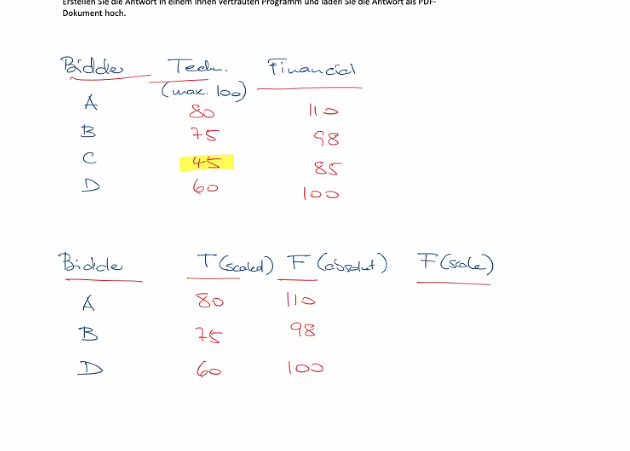 Erstellen Sie die Antwort in einem Ihnen vertrauten Programm und laden Sie die Antwort als PDF-
Dokument hoch.
Bidder Techn. Financial
(max. 100)
A 80 110
B 75 98
C 45 85
D 60 100
Bidder T (scaled) F (absolut) F (scale)
A 80 110
B 75 98
D 60 100